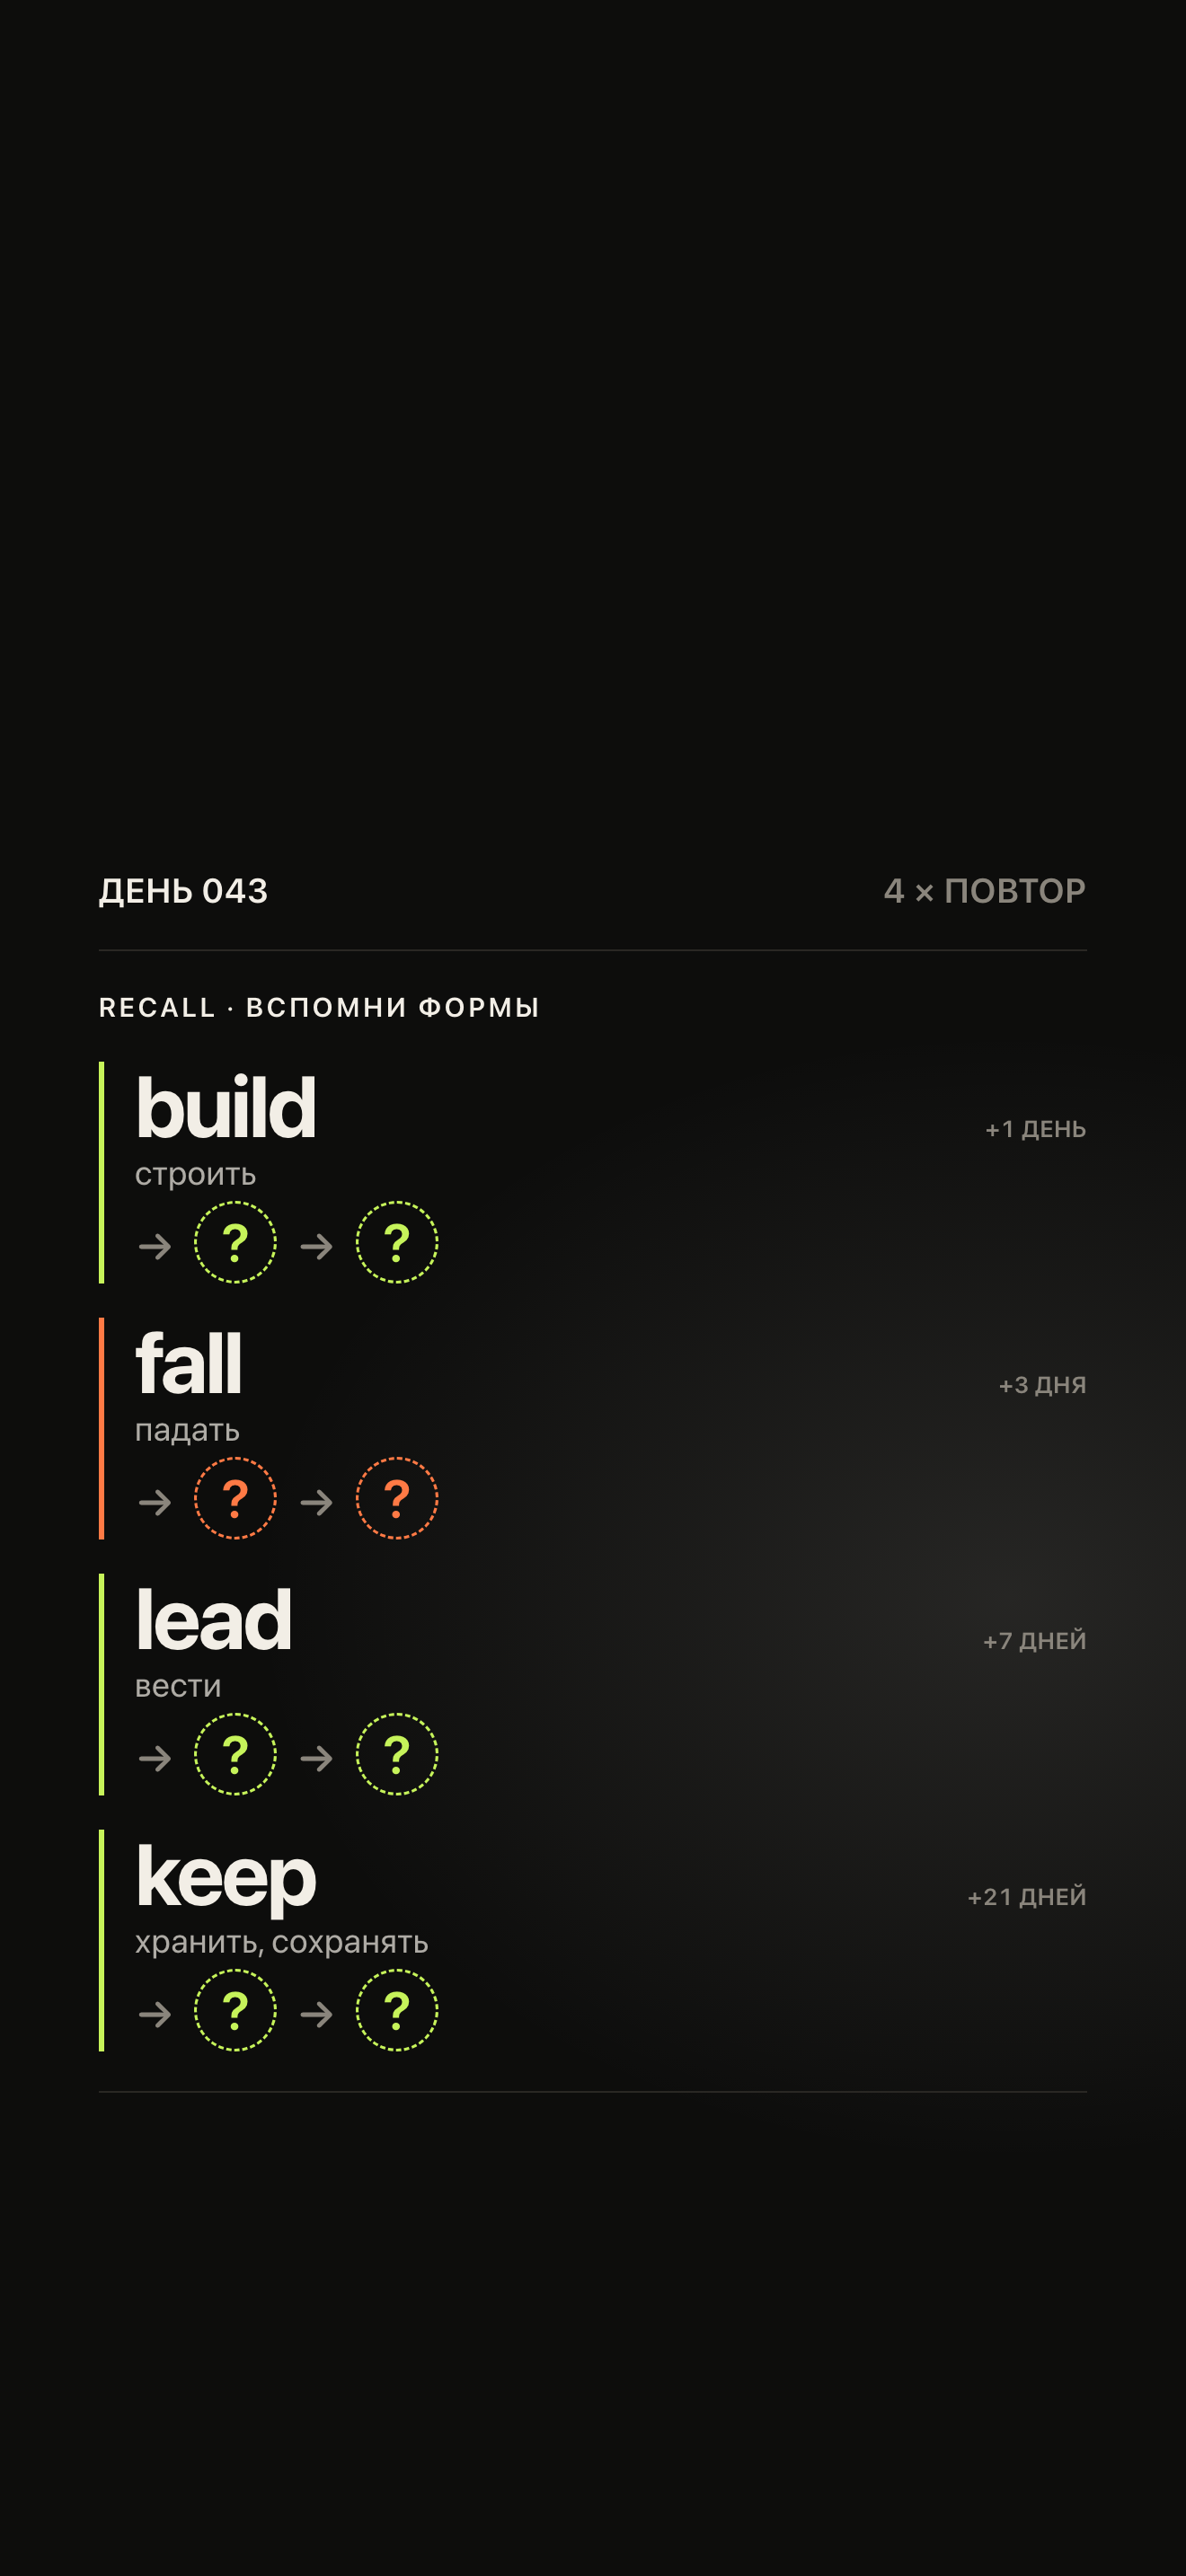 ДЕНЬ 043
4 × ПОВТОР
RECALL · ВСПОМНИ ФОРМЫ
build
+1 ДЕНЬ
строить
→ ? → ?
fall
+3 ДНЯ
падать
→ ? → ?
lead
+7 ДНЕЙ
вести
→ ? → ?
keep
+21 ДНЕЙ
хранить, сохранять
→ ? → ?